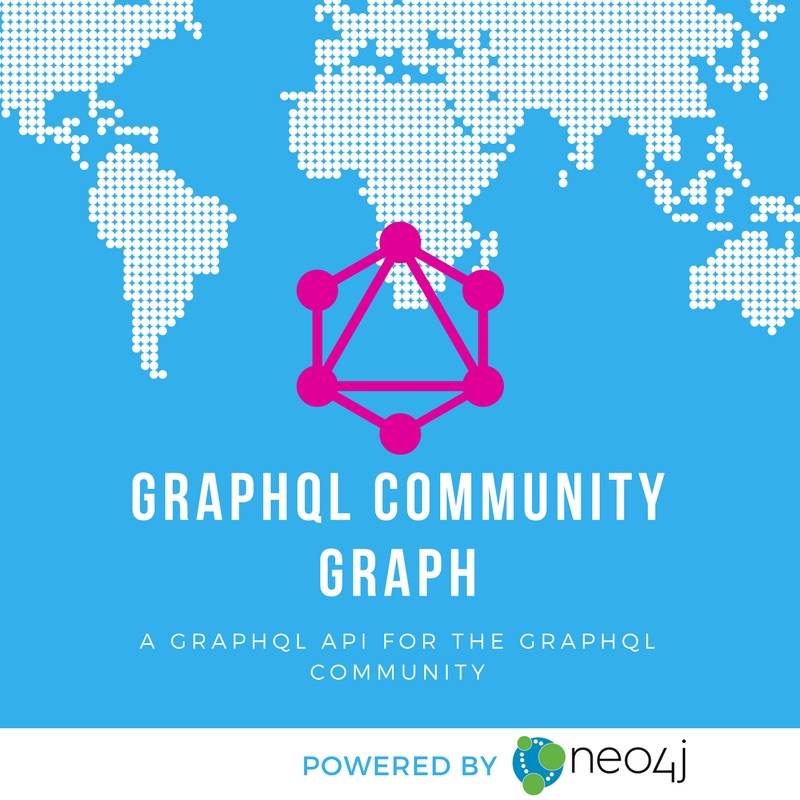 GRAPHQL COMMUNITY
GRAPH
A GRAPHQL API FOR THE GRAPHQL
COMMUNITY
POWERED BY neo4j